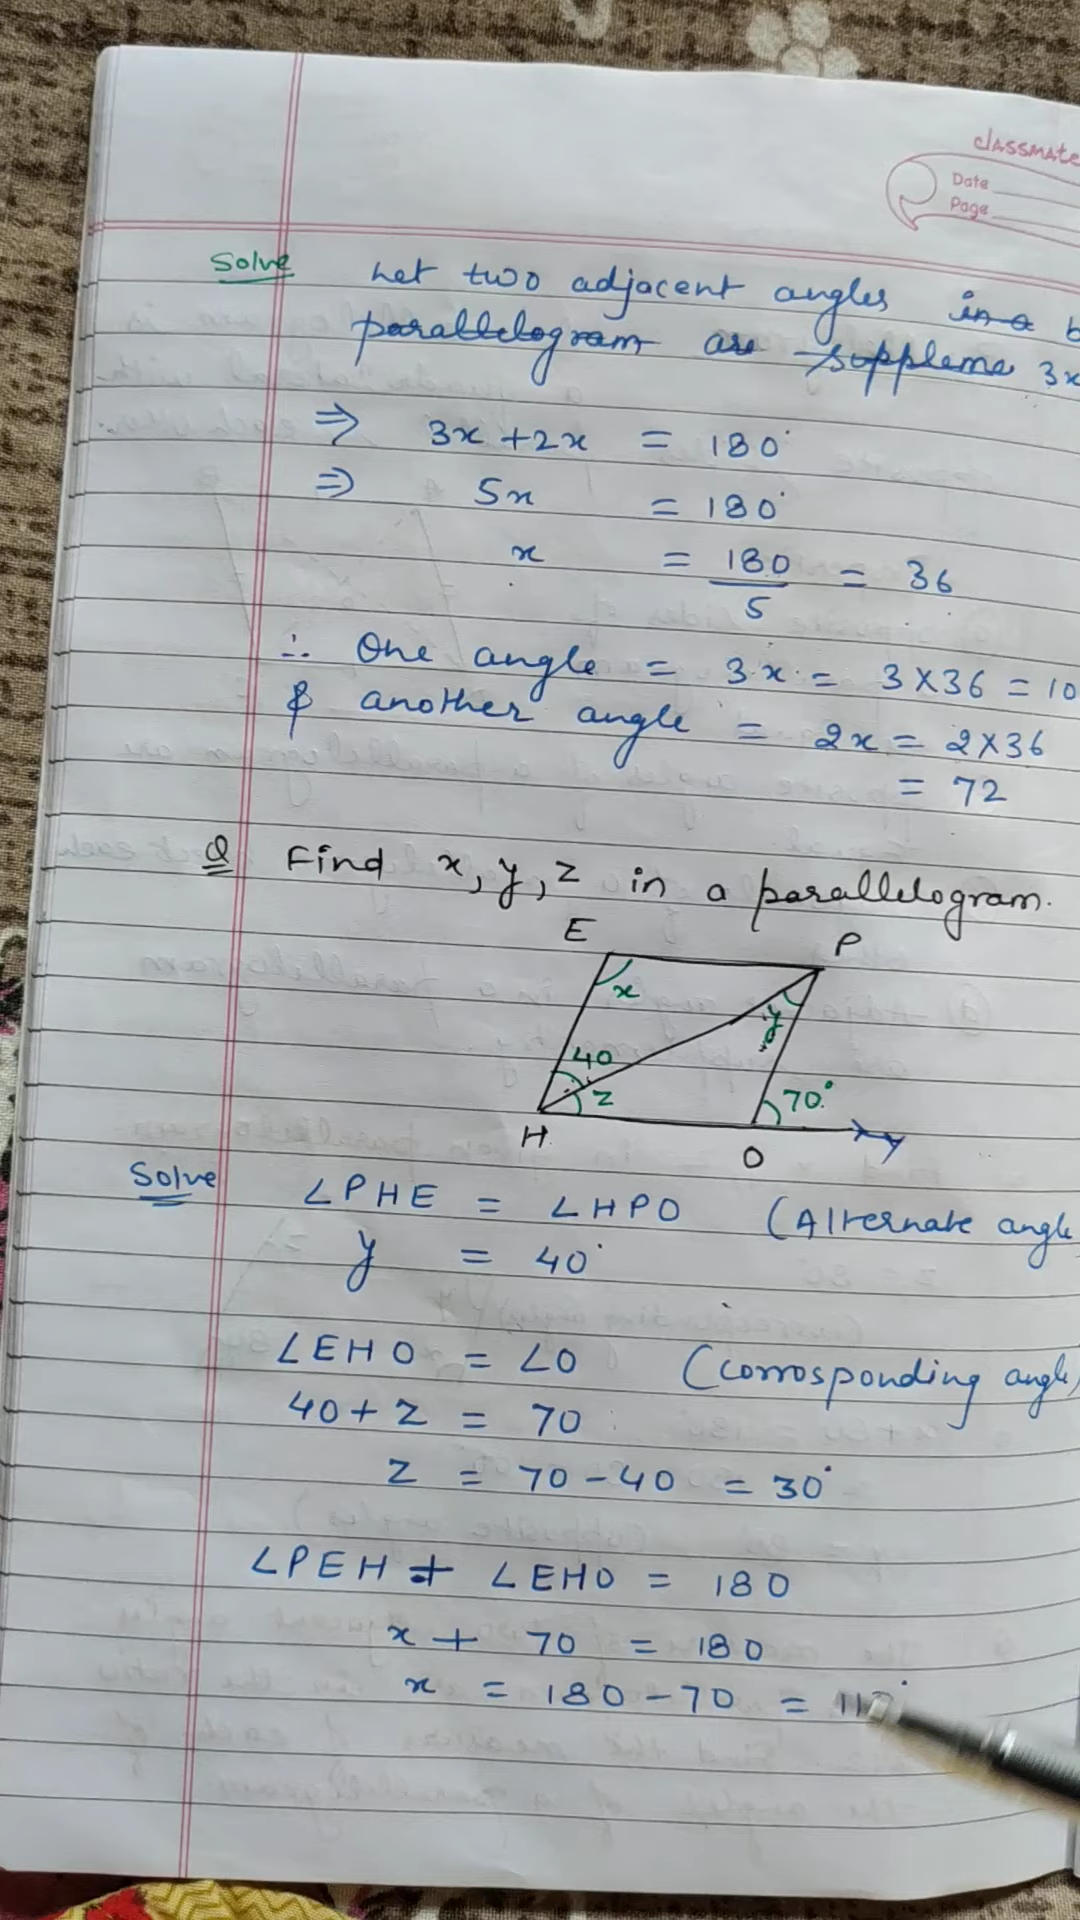 classmate
Date
Page
Solve Let two adjacent angles in a b
parallelogram are suppleme 3x
⇒ 3x + 2x = 180°
⇒ 5x = 180°
x = 180/5 = 36
∴ One angle = 3x = 3 × 36 = 10
& another angle = 2x = 2 × 36
= 72
Q Find x, y, z in a parallelogram.
E P
x
y
40
z 70°
H O
Solve ∠PHE = ∠HPO (Alternate angle
y = 40°
∠EHO = ∠O (Corrosponding angle)
40 + z = 70
z = 70 - 40 = 30°
∠PEH + ∠EHO = 180
x + 70 = 180
x = 180 - 70 = 110°